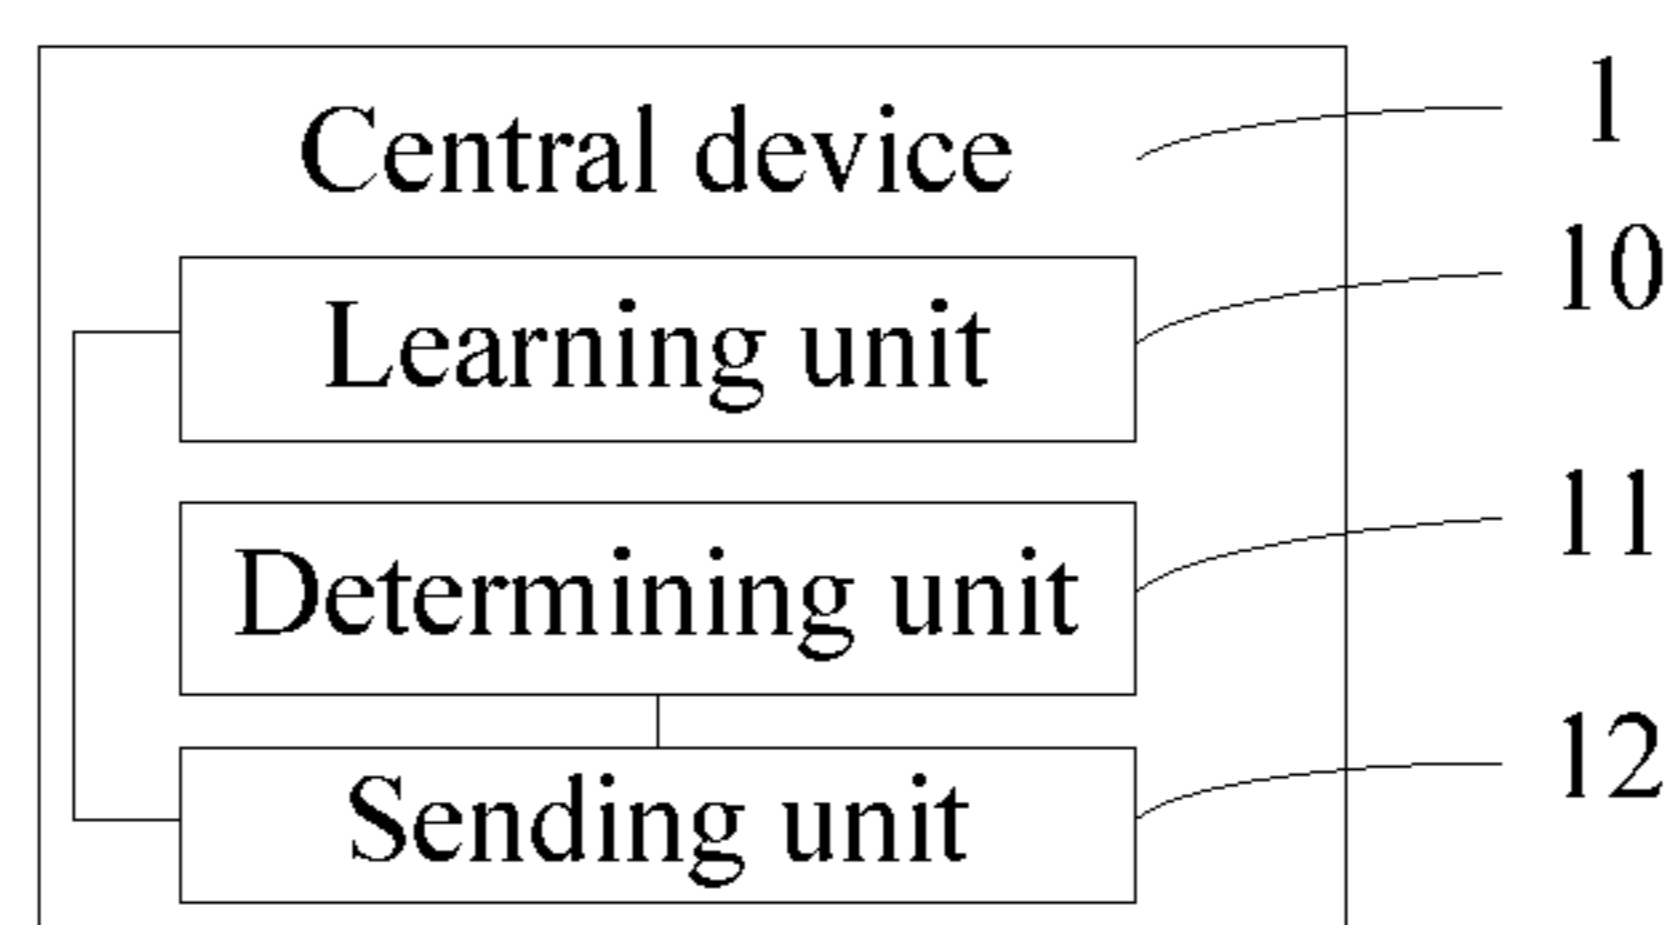 Central device 1
Learning unit 10
Determining unit 11
Sending unit 12